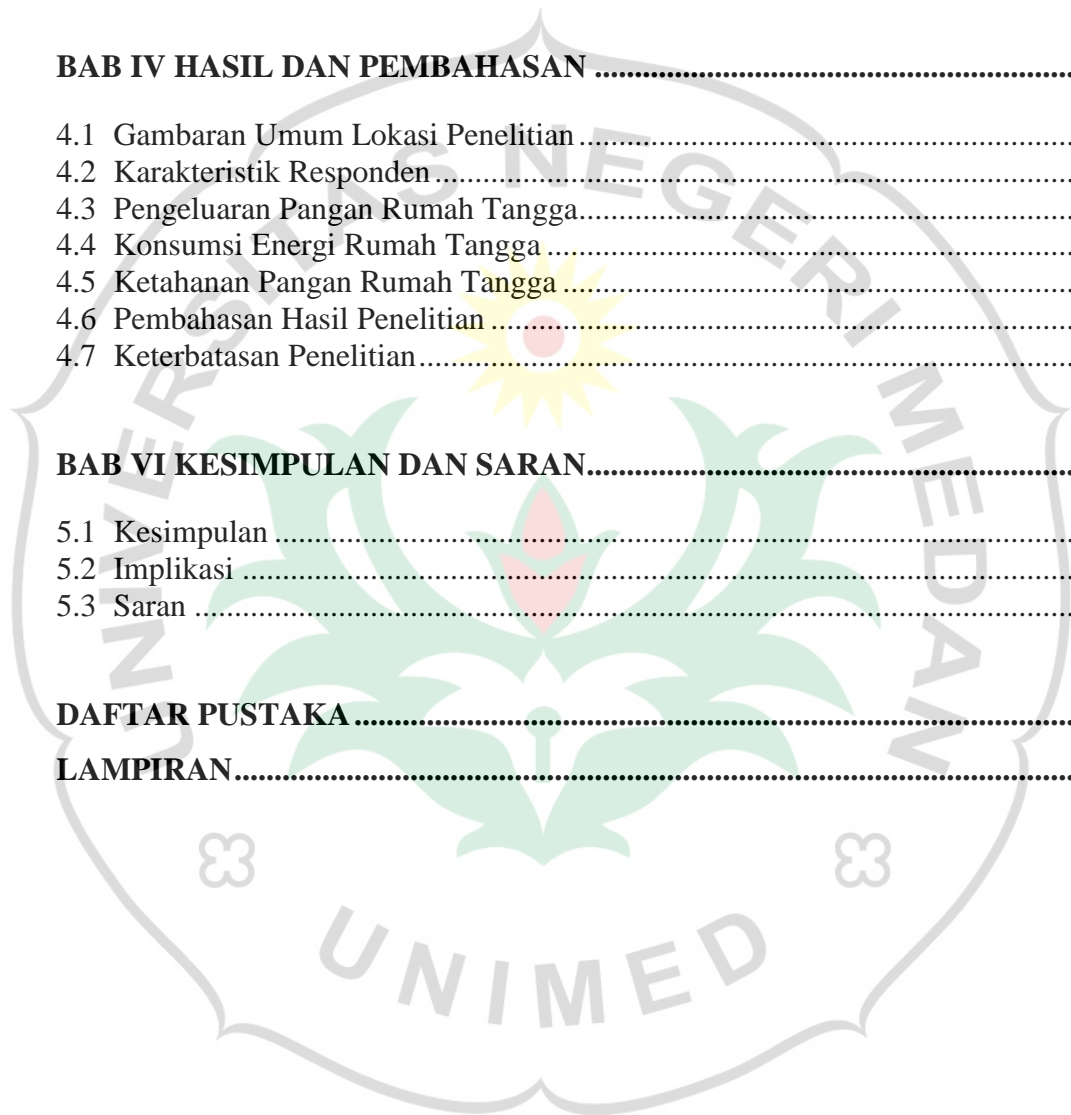 BAB IV HASIL DAN PEMBAHASAN ...........................................................................
4.1 Gambaran Umum Lokasi Penelitian ...........................................................................
4.2 Karakteristik Responden ...........................................................................
4.3 Pengeluaran Pangan Rumah Tangga...........................................................................
4.4 Konsumsi Energi Rumah Tangga ...........................................................................
4.5 Ketahanan Pangan Rumah Tangga ...........................................................................
4.6 Pembahasan Hasil Penelitian ...........................................................................
4.7 Keterbatasan Penelitian...........................................................................
BAB VI KESIMPULAN DAN SARAN...........................................................................
5.1 Kesimpulan ...........................................................................
5.2 Implikasi ...........................................................................
5.3 Saran ...........................................................................
DAFTAR PUSTAKA ...........................................................................
LAMPIRAN...........................................................................
UNIVERSITAS NEGERI MEDAN
UNIMED